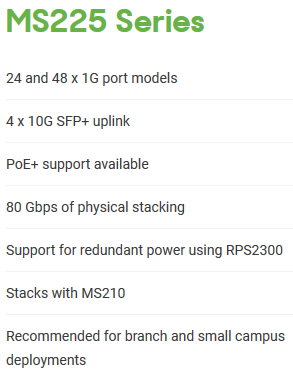 MS225 Series
24 and 48 x 1G port models
4 x 10G SFP+ uplink
PoE+ support available
80 Gbps of physical stacking
Support for redundant power using RPS2300
Stacks with MS210
Recommended for branch and small campus
deployments